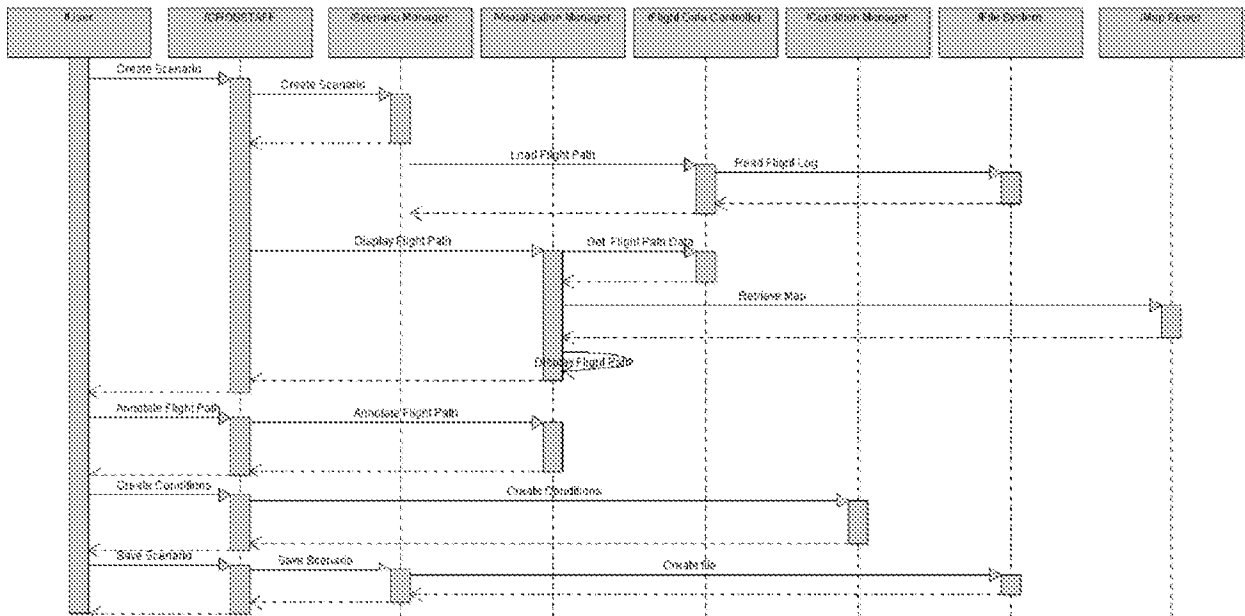 /User
/CROSSTAFF
/Scenario Manager
/Visualization Manager
/Flight Data Controller
/Condition Manager
/File System
/Map Server
Create Scenario
Create Scenario
Load Flight Path
Read Flight Log
Display Flight Path
Get Flight Path Data
Retrieve Map
Display Flight Path
Annotate Flight Path
Annotate Flight Path
Create Conditions
Create Conditions
Save Scenario
Save Scenario
Create file